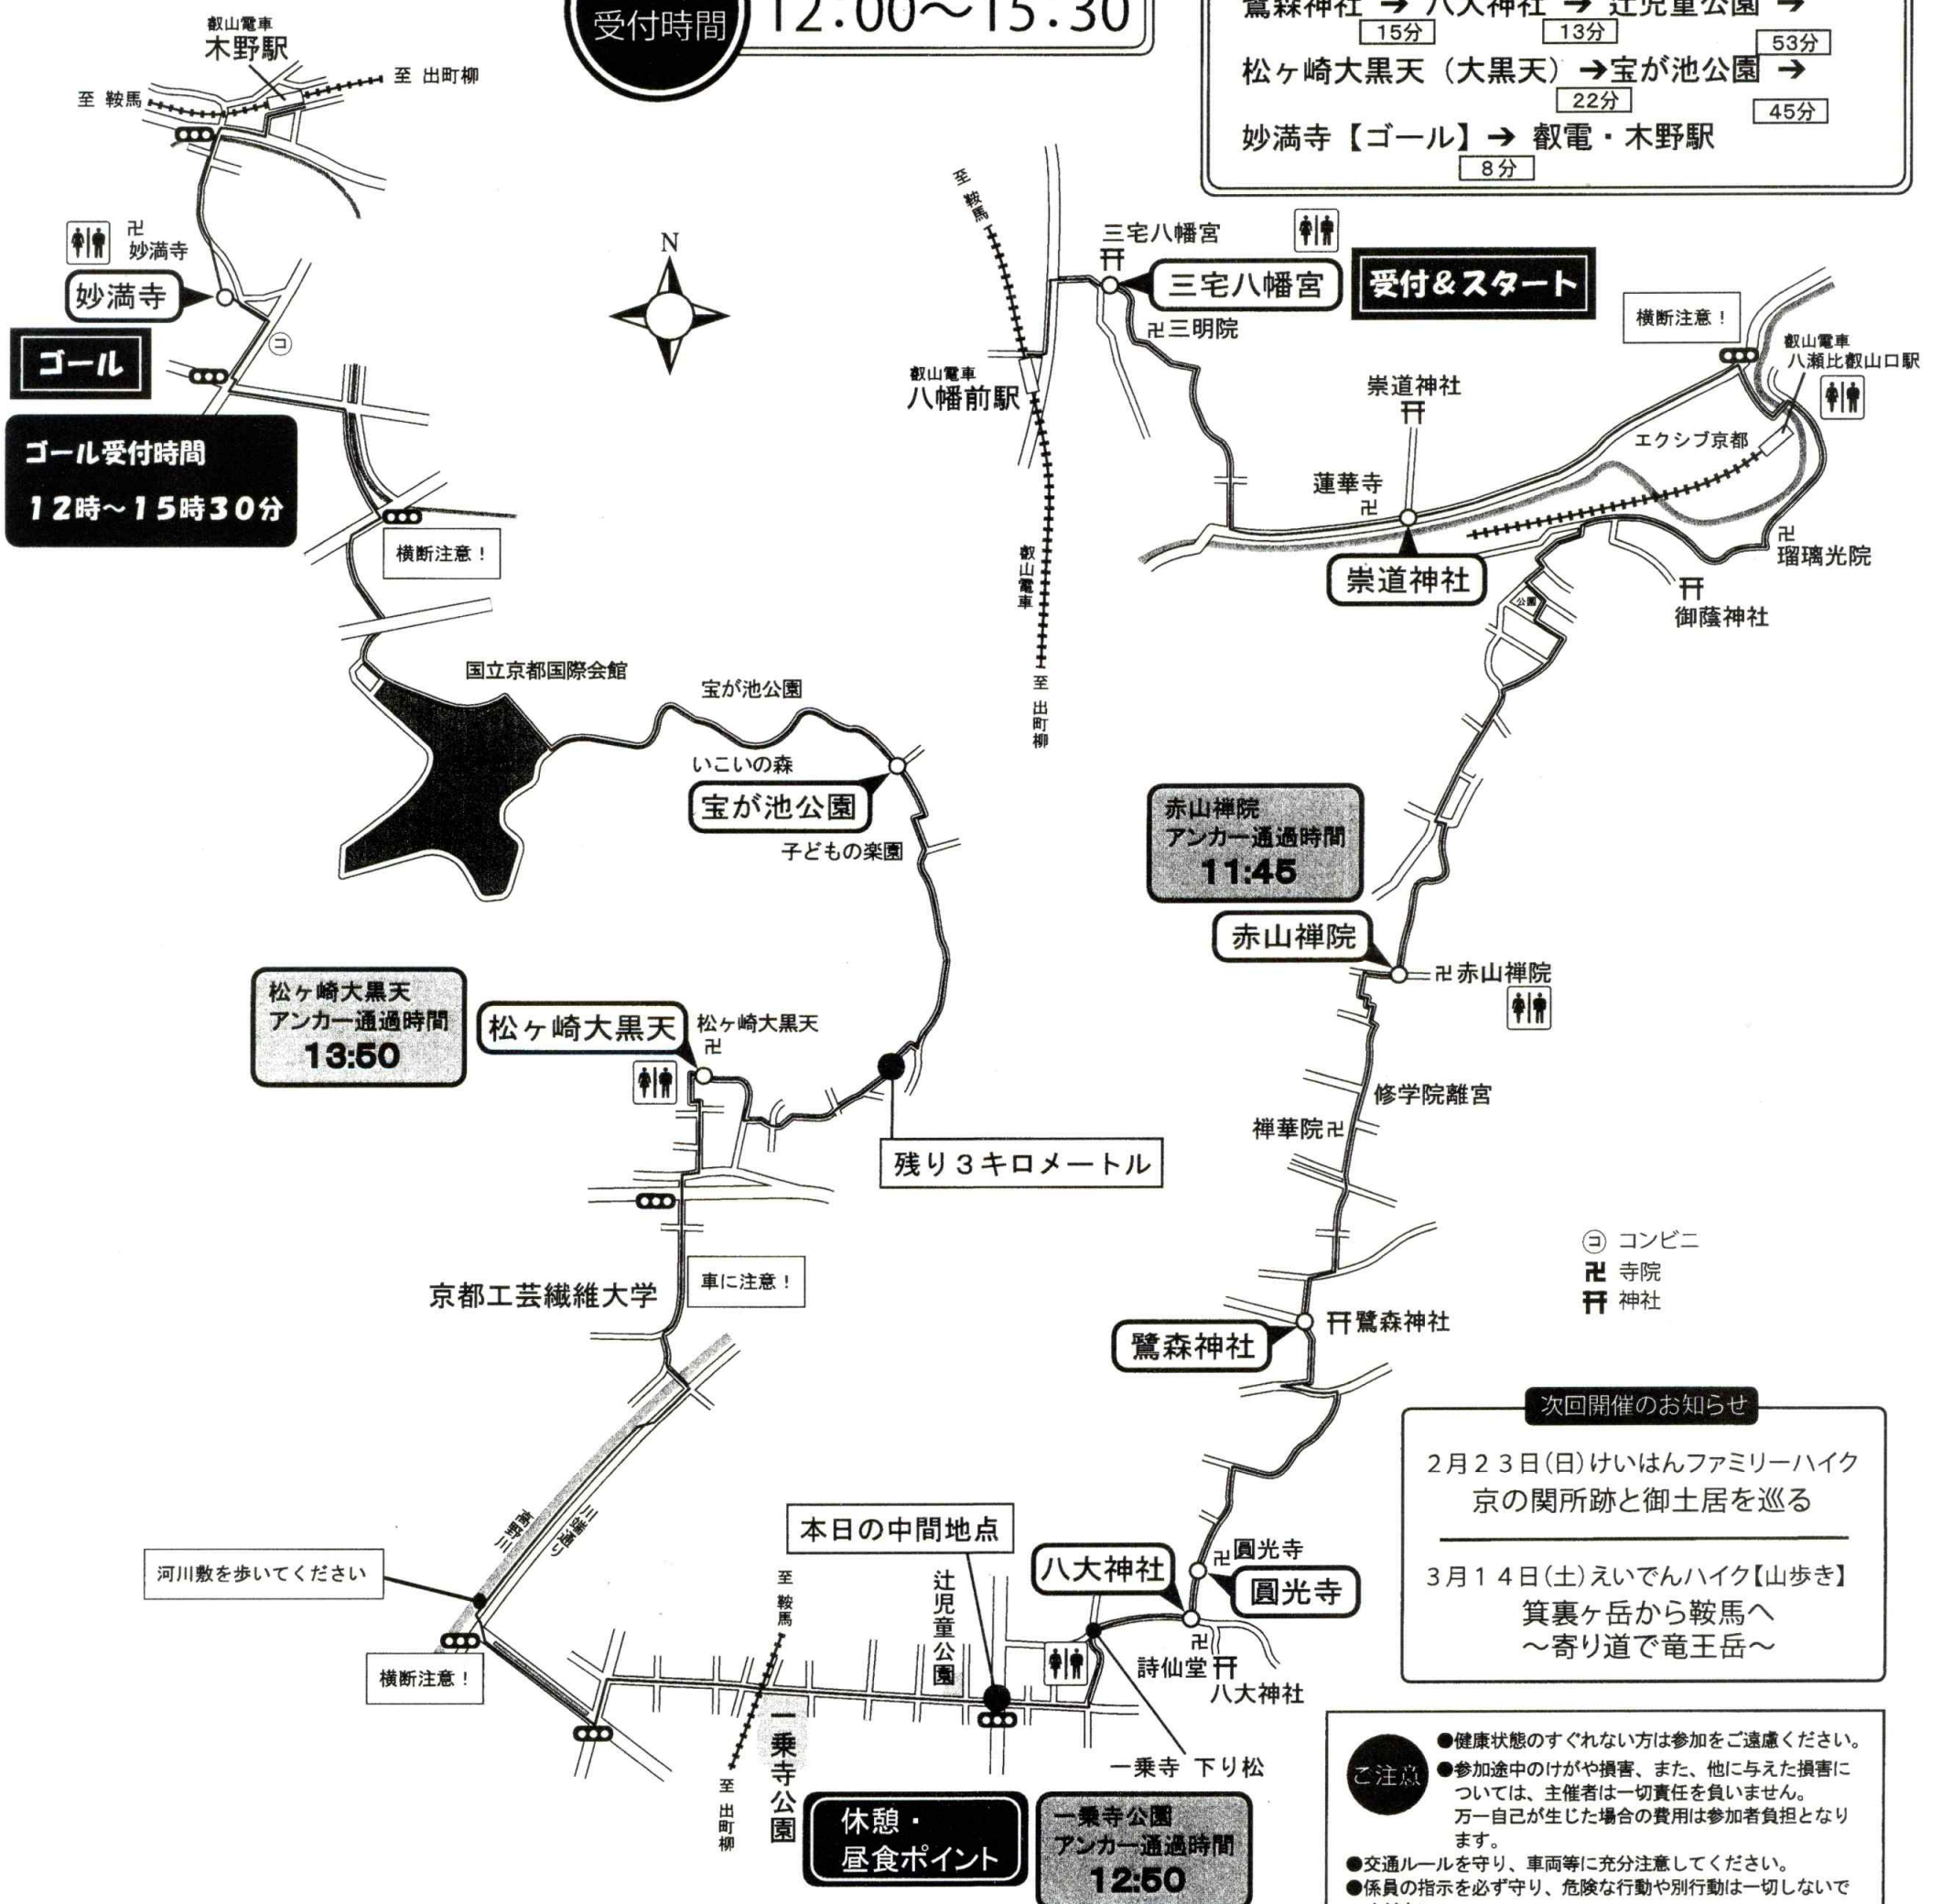 受付時間
12:00～15:30
鷺森神社 → 八大神社 → 辻児童公園 →
15分
13分
53分
松ヶ崎大黒天（大黒天）→宝が池公園 →
22分
45分
妙満寺【ゴール】→ 叡電・木野駅
8分
叡山電車
木野駅
至 出町柳
至 鞍馬
卍
妙満寺
妙満寺
ゴール
コ
ゴール受付時間
12時～15時30分
横断注意！
N
至 鞍馬
叡山電車
八幡前駅
叡山電車
至 出町柳
三宅八幡宮
三宅八幡宮
受付&スタート
卍三明院
横断注意！
叡山電車
八瀬比叡山口駅
崇道神社
エクシブ京都
蓮華寺
卍
崇道神社
卍
瑠璃光院
御蔭神社
公園
国立京都国際会館
宝が池公園
いこいの森
宝が池公園
子どもの楽園
赤山禅院
アンカー通過時間
11:45
赤山禅院
卍赤山禅院
松ヶ崎大黒天
アンカー通過時間
13:50
松ヶ崎大黒天
松ヶ崎大黒天
卍
残り３キロメートル
修学院離宮
禅華院卍
京都工芸繊維大学
車に注意！
コ コンビニ
卍 寺院
神社
鷺森神社
鷺森神社
次回開催のお知らせ
２月２３日(日)けいはんファミリーハイク
京の関所跡と御土居を巡る
３月１４日(土)えいでんハイク【山歩き】
箕裏ヶ岳から鞍馬へ
～寄り道で竜王岳～
高野川
川端通り
河川敷を歩いてください
横断注意！
本日の中間地点
至 鞍馬
辻児童公園
八大神社
卍圓光寺
圓光寺
卍
詩仙堂
八大神社
一乗寺 下り松
一乗寺公園
至 出町柳
休憩・
昼食ポイント
一乗寺公園
アンカー通過時間
12:50
ご注意
●健康状態のすぐれない方は参加をご遠慮ください。
●参加途中のけがや損害、また、他に与えた損害に
ついては、主催者は一切責任を負いません。
万一自己が生じた場合の費用は参加者負担となり
ます。
●交通ルールを守り、車両等に充分注意してください。
●係員の指示を必ず守り、危険な行動や別行動は一切しないで